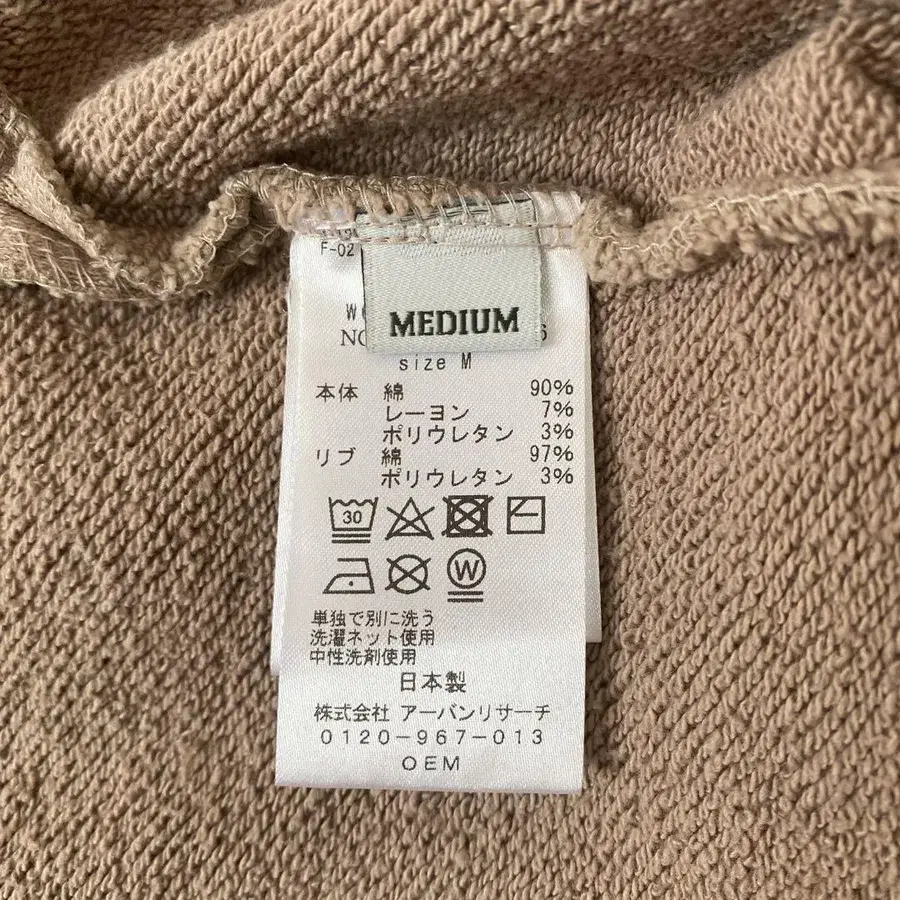 F-02
MEDIUM
size M
本体 綿 90%
レーヨン 7%
ポリウレタン 3%
リブ 綿 97%
ポリウレタン 3%
30
W
単独で別に洗う
洗濯ネット使用
中性洗剤使用
日本製
株式会社 アーバンリサーチ
0120-967-013
OEM